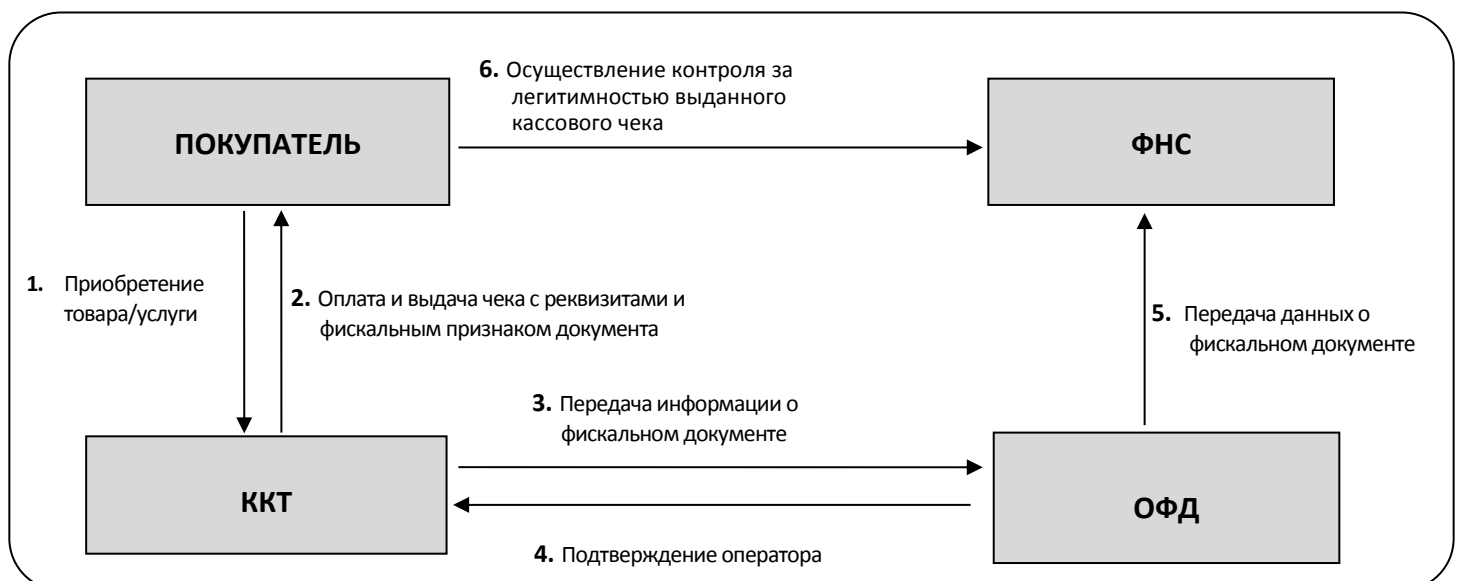 6. Осуществление контроля за
легитимностью выданного
кассового чека
ПОКУПАТЕЛЬ
ФНС
1. Приобретение
товара/услуги
2. Оплата и выдача чека с реквизитами и
фискальным признаком документа
5. Передача данных о
фискальном документе
3. Передача информации о
фискальном документе
ККТ
ОФД
4. Подтверждение оператора